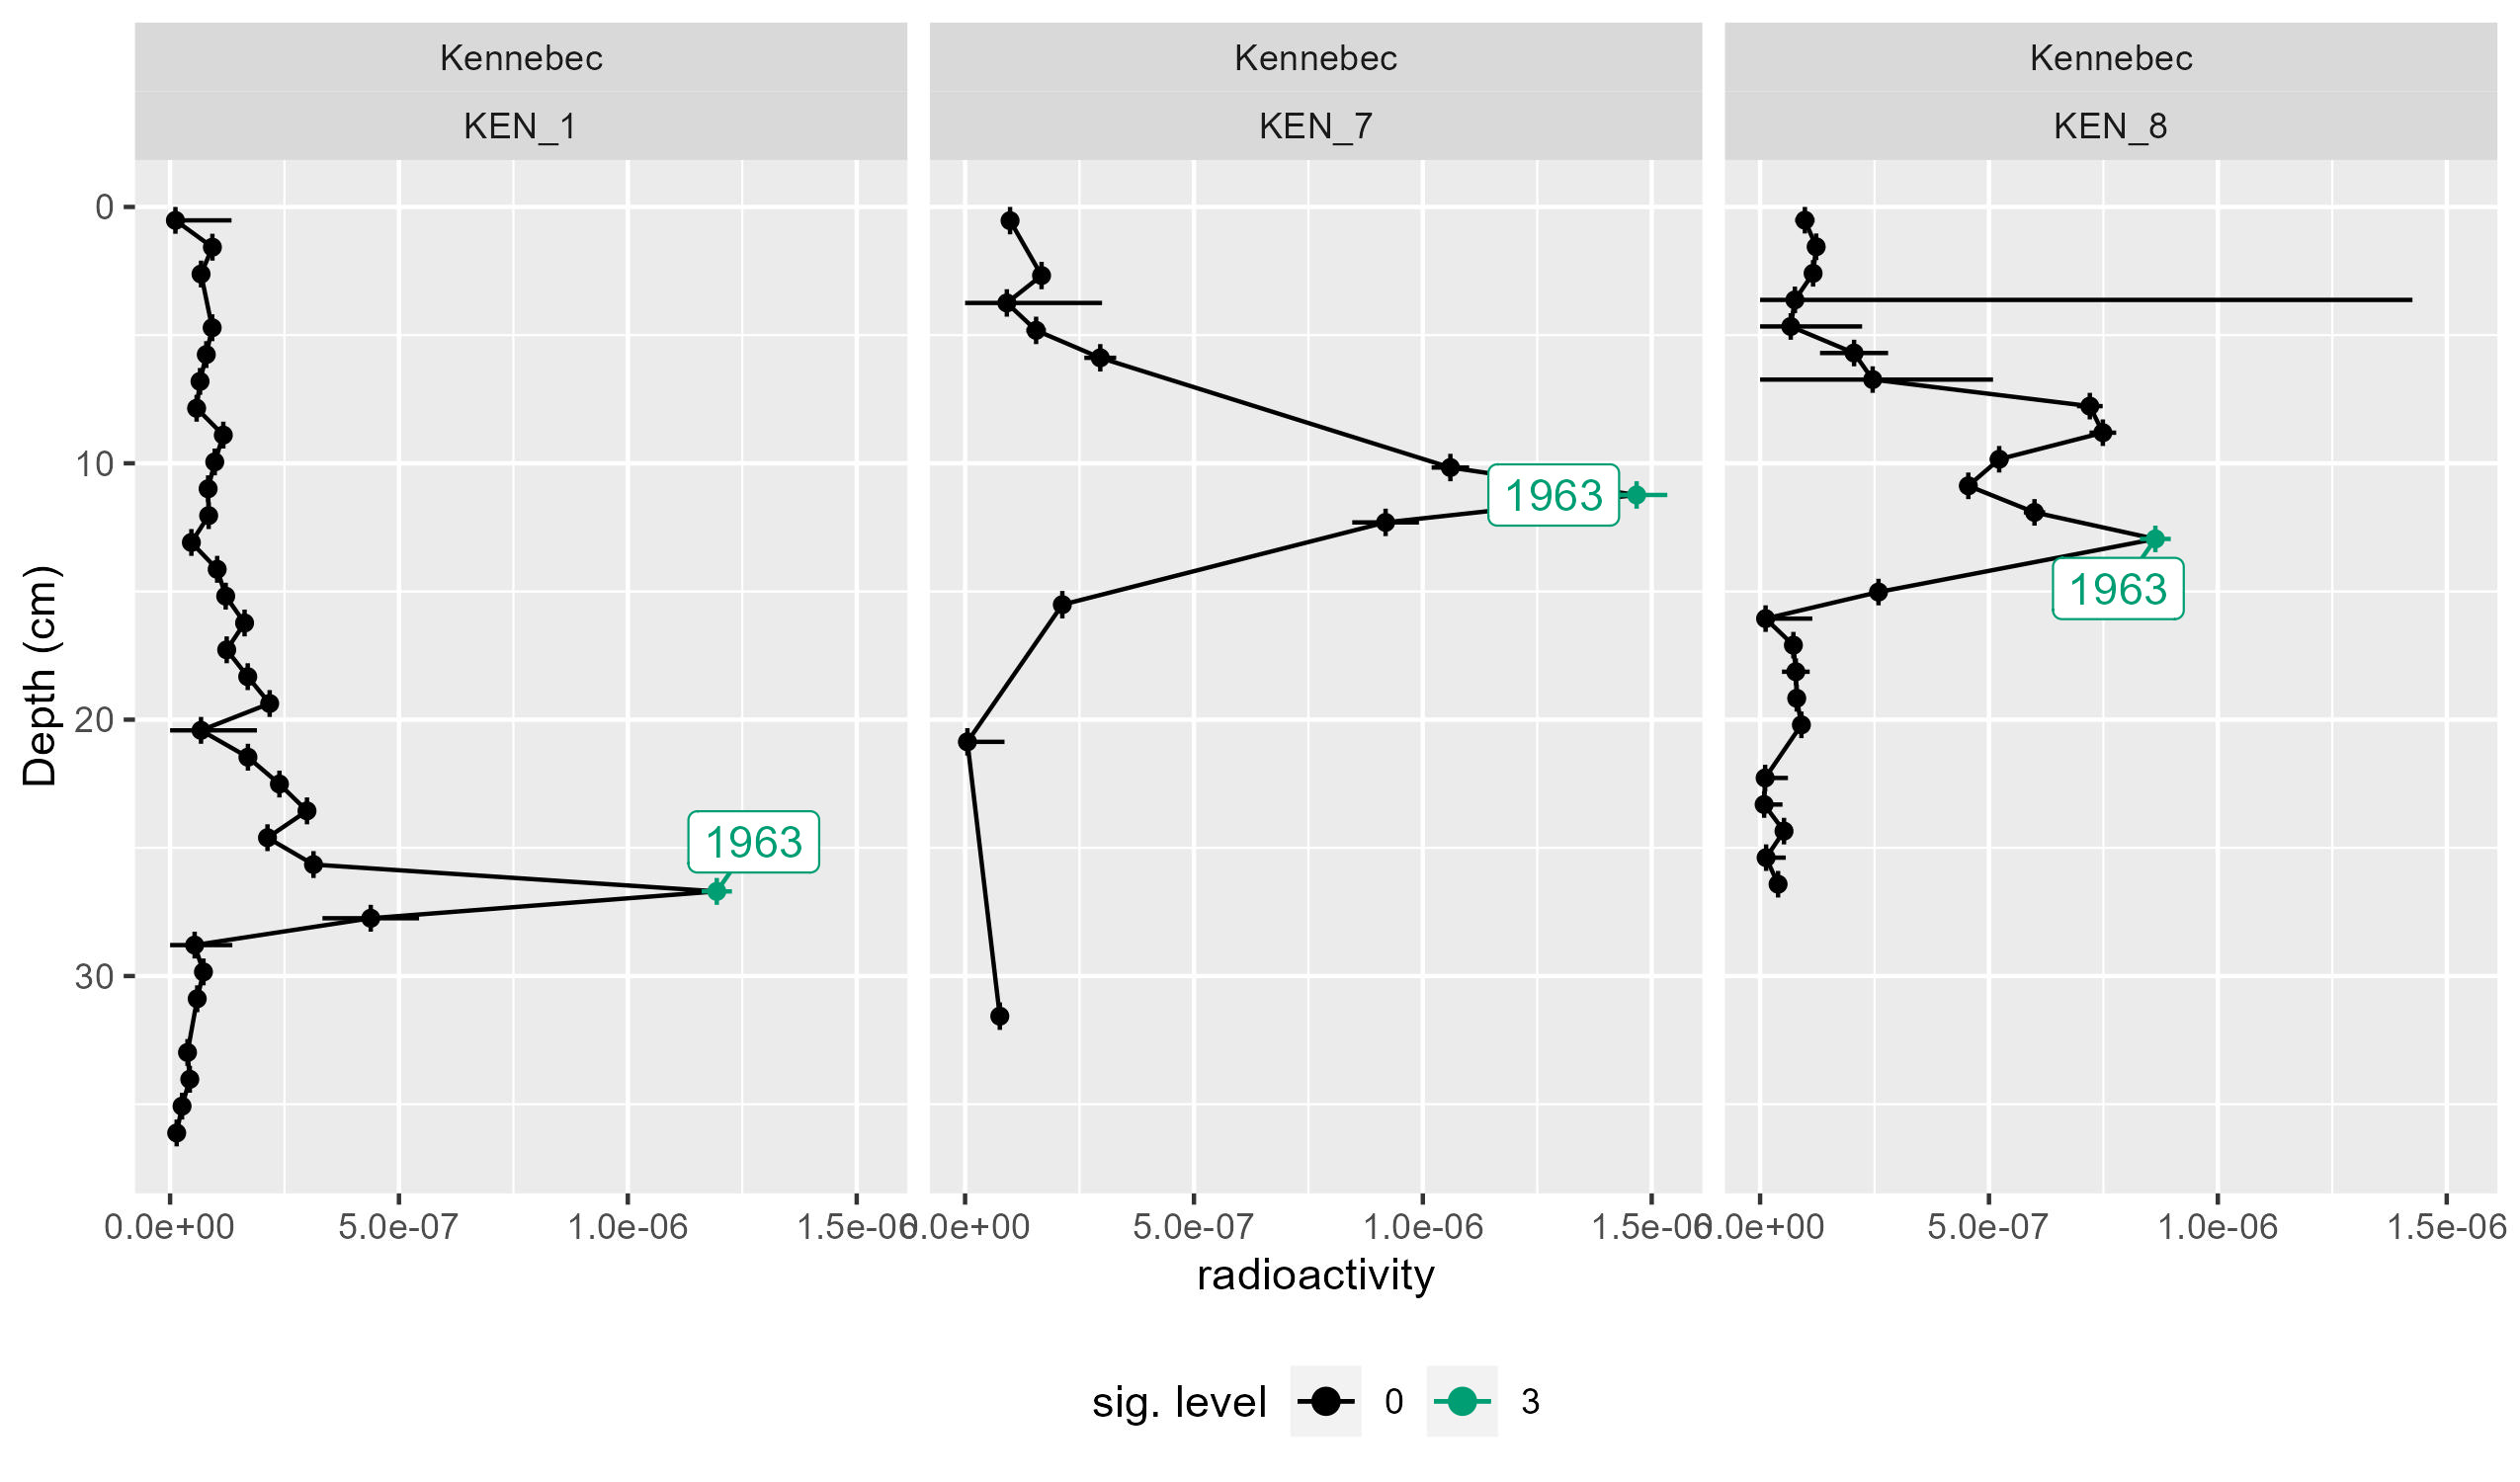 Kennebec Kennebec Kennebec
KEN_1 KEN_7 KEN_8
0
10
20
30
Depth (cm)
1963
1963
1963
0.0e+00 5.0e-07 1.0e-06 1.5e-06 0.0e+00 5.0e-07 1.0e-06 1.5e-06 0.0e+00 5.0e-07 1.0e-06 1.5e-06
radioactivity
sig. level 0 3